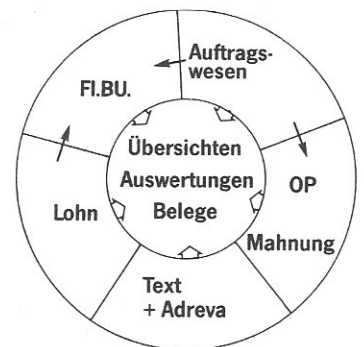 Auftrags-
wesen
FI.BU.
Übersichten
Auswertungen
Belege
OP
Mahnung
Lohn
Text
+ Adreva